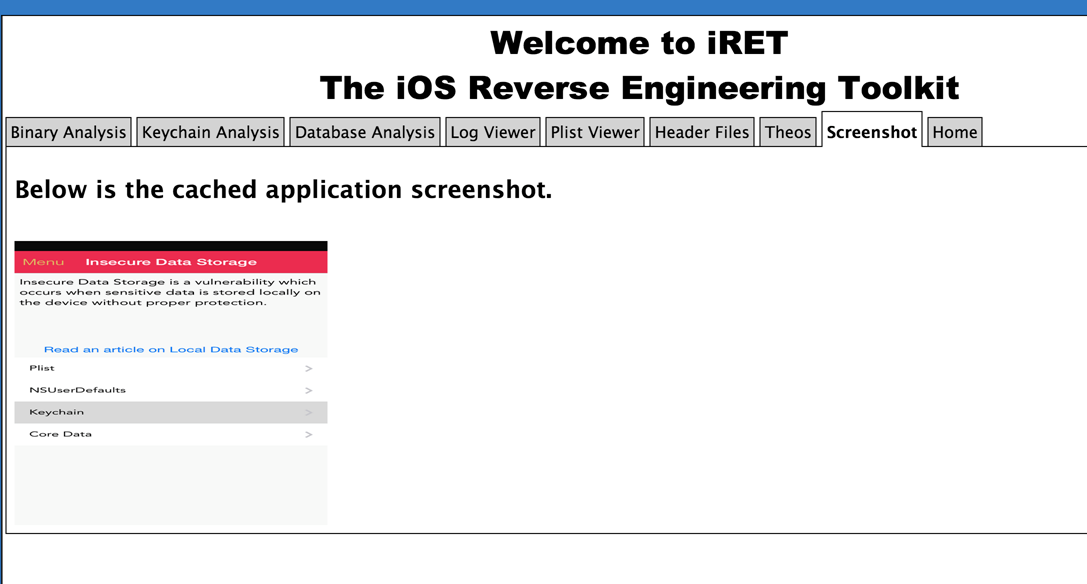 Welcome to iRET
The iOS Reverse Engineering Toolkit
Binary Analysis Keychain Analysis Database Analysis Log Viewer Plist Viewer Header Files Theos Screenshot Home
Below is the cached application screenshot.
Menu Insecure Data Storage
Insecure Data Storage is a vulnerability which
occurs when sensitive data is stored locally on
the device without proper protection.
Read an article on Local Data Storage
Plist >
NSUserDefaults >
Keychain >
Core Data >